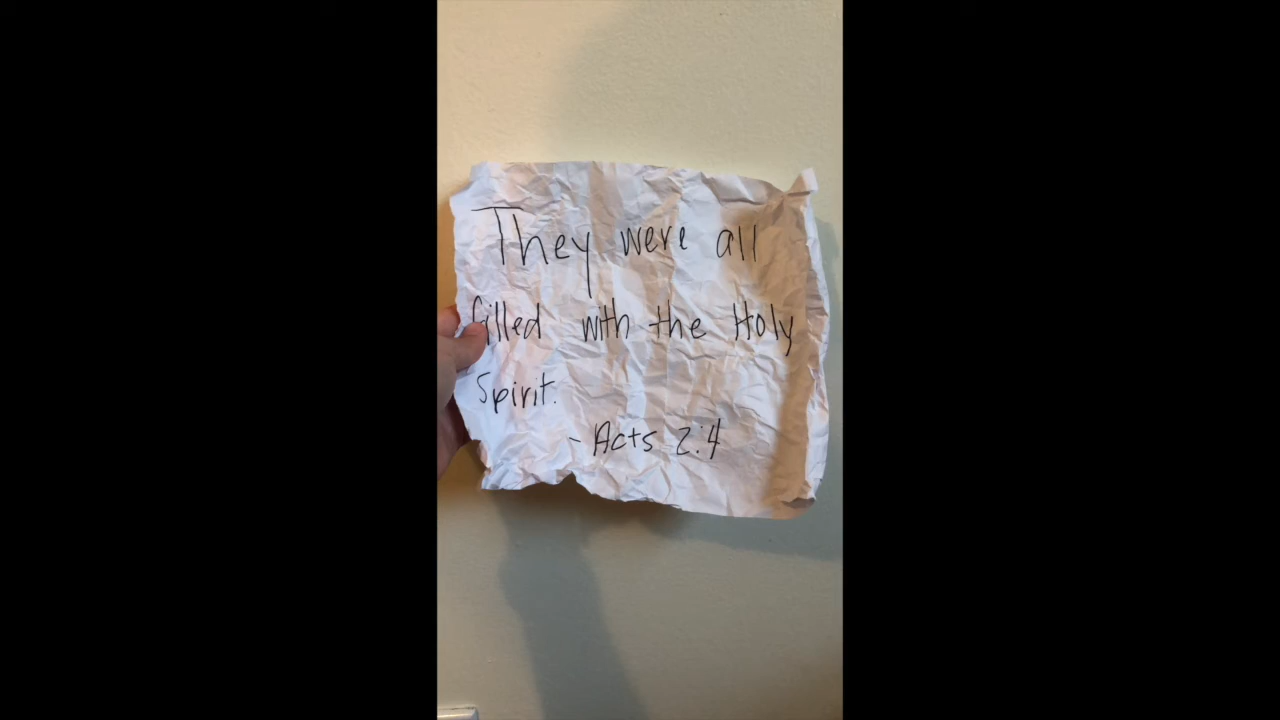 They were all
filled with the Holy
Spirit.
- Acts 2:4